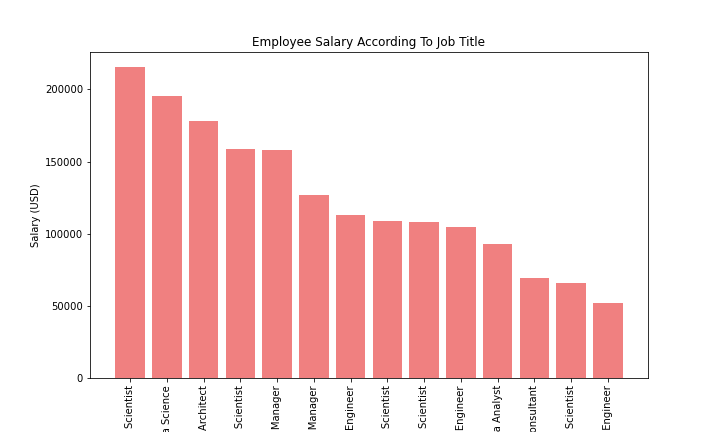 Employee Salary According To Job Title
Salary (USD)
200000
150000
100000
50000
0
Scientist
a Science
Architect
Scientist
Manager
Manager
Engineer
Scientist
Scientist
Engineer
a Analyst
onsultant
Scientist
Engineer